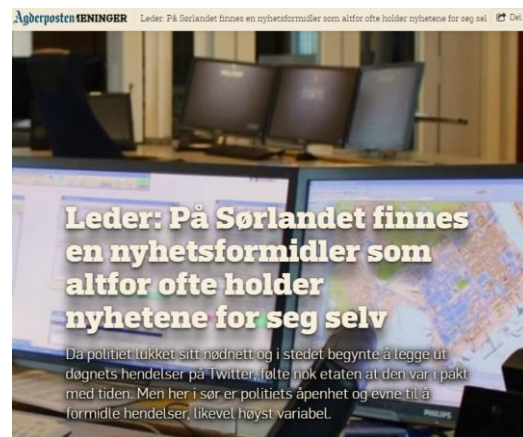 Agderposten MENINGER
Leder: På Sørlandet finnes en nyhetsformidler som altfor ofte holder nyhetene for seg sel
Del
Leder: På Sørlandet finnes
en nyhetsformidler som
altfor ofte holder
nyhetene for seg selv
Da politiet lukket sitt nødnett og i stedet begynte å legge ut
døgnets hendelser på Twitter, følte nok etaten at den var i pakt
med tiden. Men her i sør er politiets åpenhet og evne til å
formidle hendelser, likevel høyst variabel.
PHILIPS